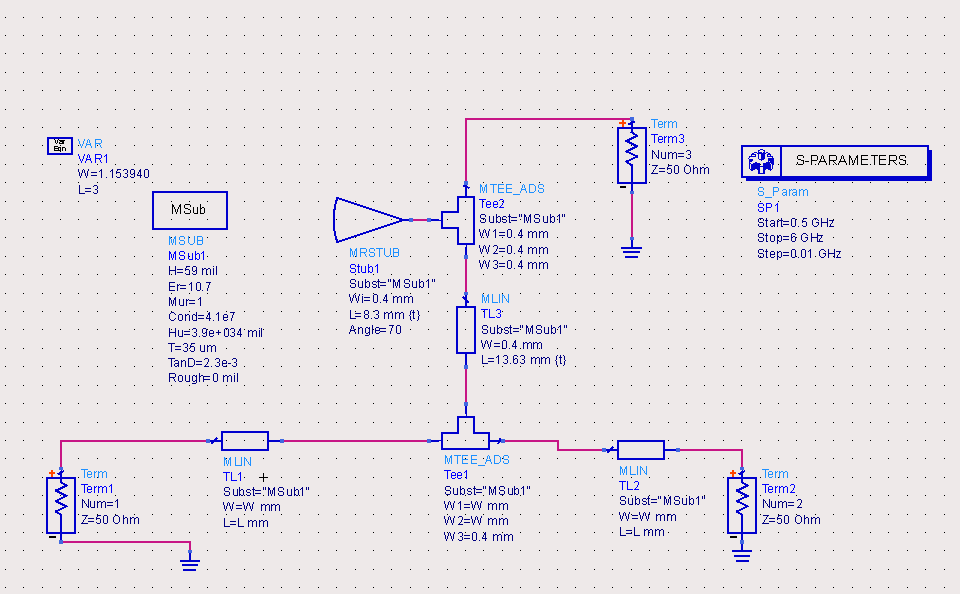 Var
Eqn
VAR
VAR1
W=1.153940
L=3
MSub
MSUB
MSub1
H=59 mil
Er=10.7
Mur=1
Cond=4.1e7
Hu=3.9e+034 mil
T=35 um
TanD=2.3e-3
Rough=0 mil
MRSTUB
Stub1
Subst="MSub1"
Wi=0.4 mm
L=8.3 mm {t}
Angle=70
MTEE_ADS
Tee2
Subst="MSub1"
W1=0.4 mm
W2=0.4 mm
W3=0.4 mm
+
Term
Term3
Num=3
Z=50 Ohm
-
S-PARAMETERS
S_Param
SP1
Start=0.5 GHz
Stop=6 GHz
Step=0.01 GHz
MLIN
TL3
Subst="MSub1"
W=0.4 mm
L=13.63 mm {t}
+
Term
Term1
Num=1
Z=50 Ohm
-
MLIN
TL1
Subst="MSub1"
W=W mm
L=L mm
MTEE_ADS
Tee1
Subst="MSub1"
W1=W mm
W2=W mm
W3=0.4 mm
MLIN
TL2
Subst="MSub1"
W=W mm
L=L mm
+
Term
Term2
Num=2
Z=50 Ohm
-